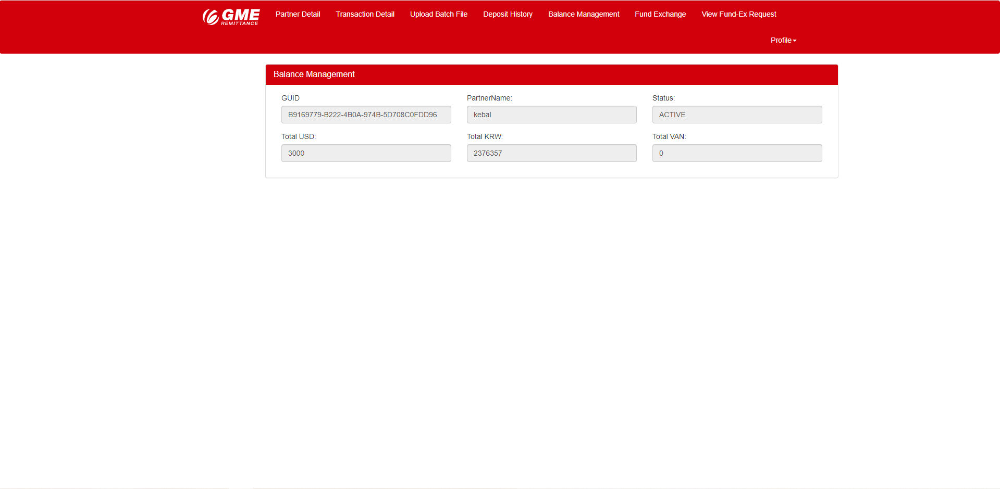 GME
REMITTANCE
Partner Detail Transaction Detail Upload Batch File Deposit History Balance Management Fund Exchange View Fund-Ex Request
Profile
Balance Management
GUID PartnerName: Status:
B9169779-B222-4B0A-974B-5D708C0FDD96 kebal ACTIVE
Total USD: Total KRW: Total VAN:
3000 2376357 0